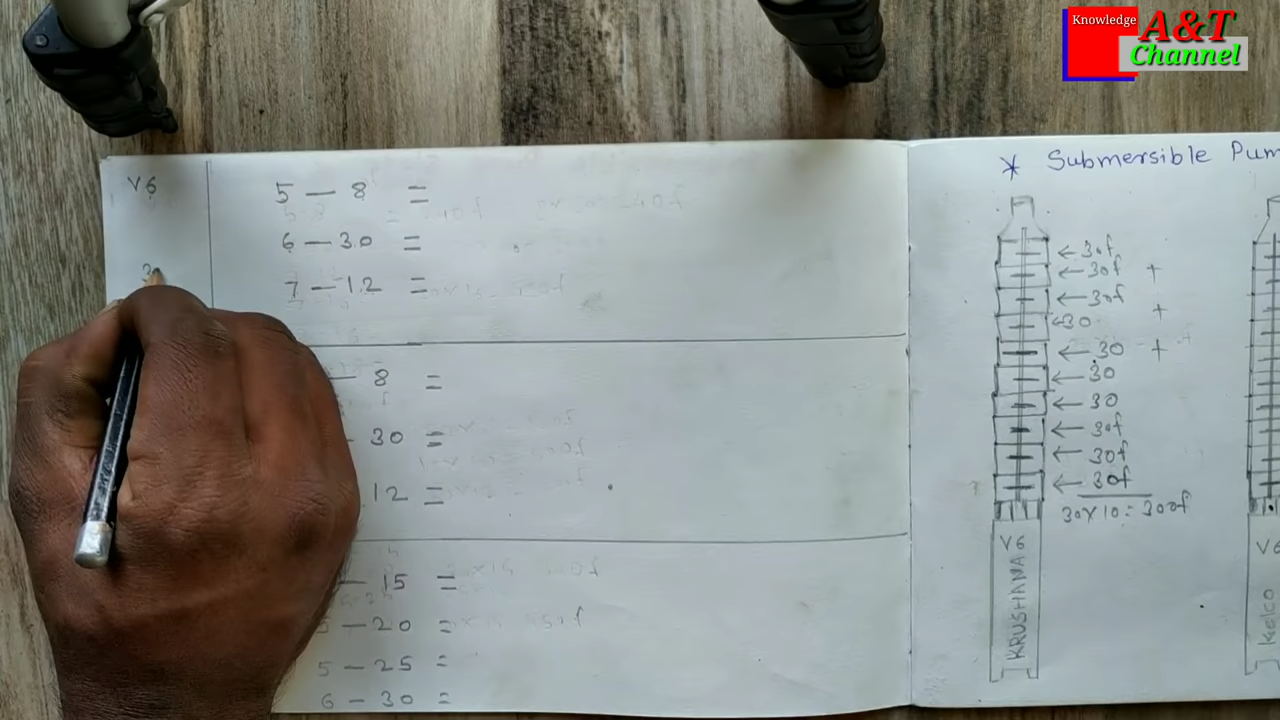 Knowledge A&T
Channel
V6
5 — 8 =
6 — 30 =
7 — 12 =
— 8 =
30 =
12 =
— 15 =
— 20 =
5 — 25 =
6 — 30 =
* Submersible Pum
← 30f
← 30f +
← 30f
← 30 +
← 30 +
← 30
← 30
← 30f
← 30f
← 30f
30 × 10 = 300f
KRUSHANA V6
Kelco V6